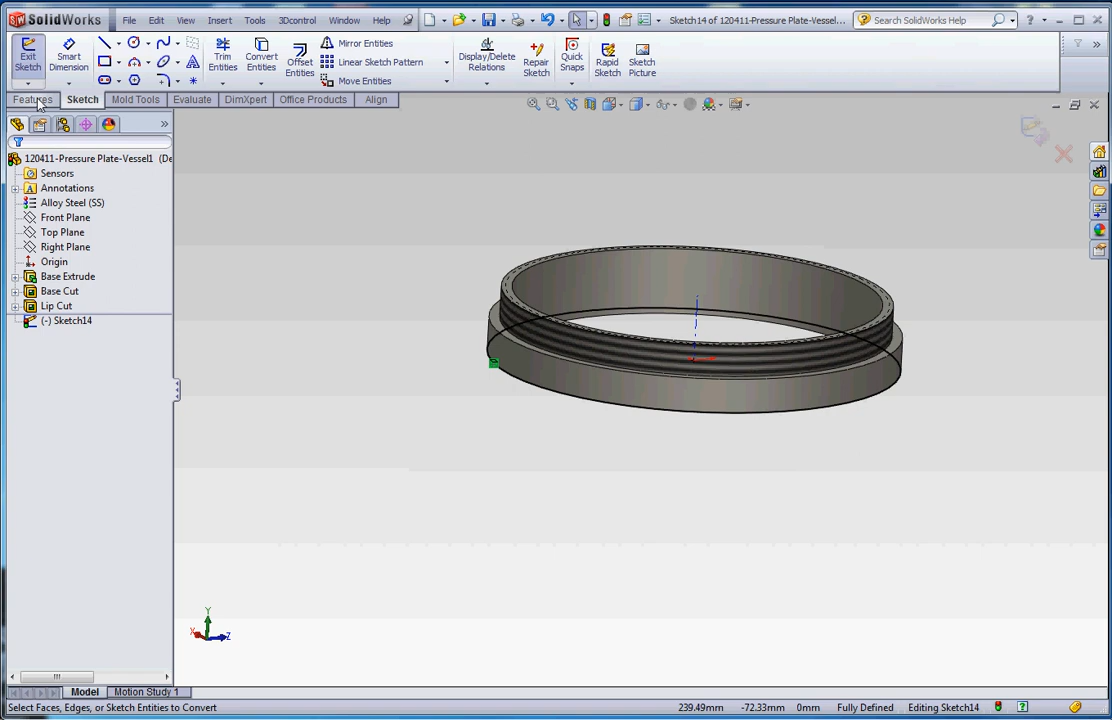 SolidWorks
File
Edit
View
Insert
Tools
3Dcontrol
Window
Help
Sketch14 of 120411-Pressure Plate-Vessel...
Search SolidWorks Help
Exit Sketch
Smart Dimension
Trim Entities
Convert Entities
Offset Entities
Mirror Entities
Linear Sketch Pattern
Move Entities
Display/Delete Relations
Repair Sketch
Quick Snaps
Rapid Sketch
Sketch Picture
Features
Sketch
Mold Tools
Evaluate
DimXpert
Office Products
Align
120411-Pressure Plate-Vessel1 (De
Sensors
Annotations
Alloy Steel (SS)
Front Plane
Top Plane
Right Plane
Origin
Base Extrude
Base Cut
Lip Cut
(-) Sketch14
Y
X
Z
Model
Motion Study 1
Select Faces, Edges, or Sketch Entities to Convert
239.49mm
-72.33mm
0mm
Fully Defined
Editing Sketch14